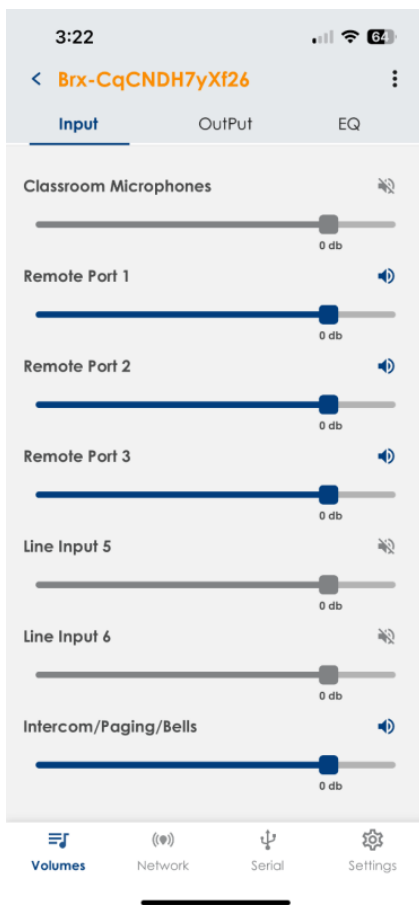 3:22
64
Brx-CqCNDH7yXf26
Input OutPut EQ
Classroom Microphones
0 db
Remote Port 1
0 db
Remote Port 2
0 db
Remote Port 3
0 db
Line Input 5
0 db
Line Input 6
0 db
Intercom/Paging/Bells
0 db
Volumes Network Serial Settings